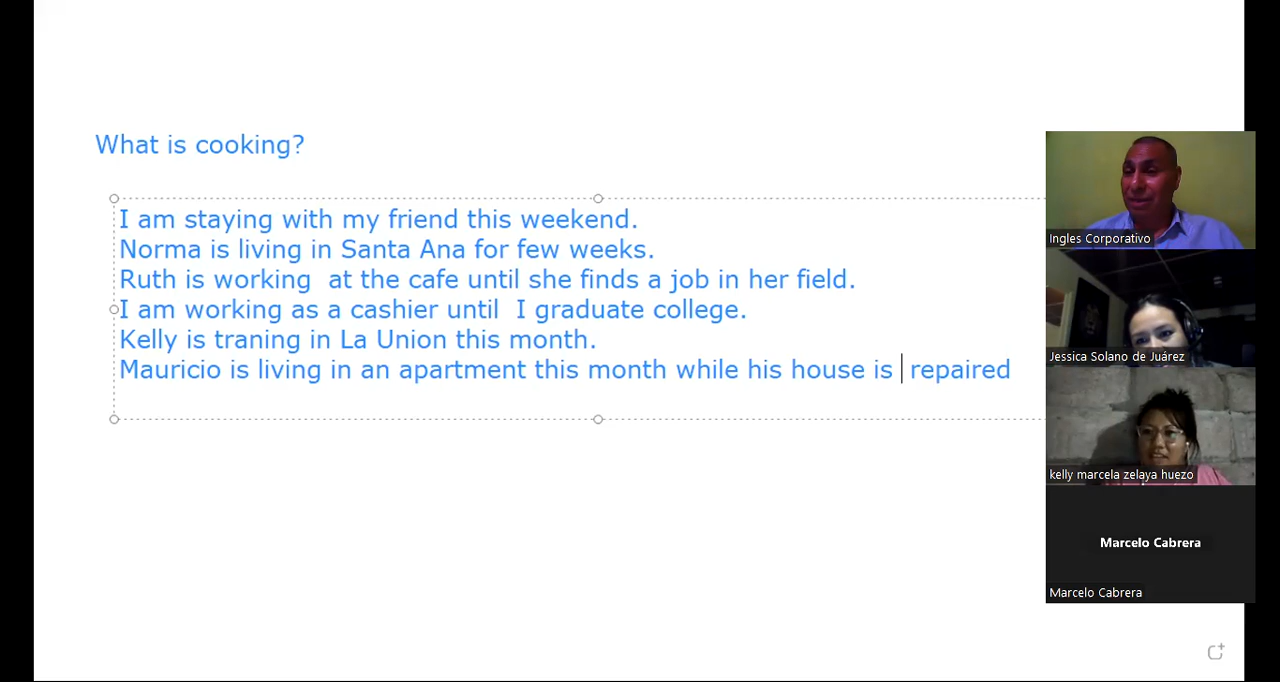 What is cooking?
I am staying with my friend this weekend.
Norma is living in Santa Ana for few weeks.
Ruth is working  at the cafe until she finds a job in her field.
I am working as a cashier until  I graduate college.
Kelly is traning in La Union this month.
Mauricio is living in an apartment this month while his house is  repaired
Ingles Corporativo
Jessica Solano de Juárez
kelly marcela zelaya huezo
Marcelo Cabrera
Marcelo Cabrera